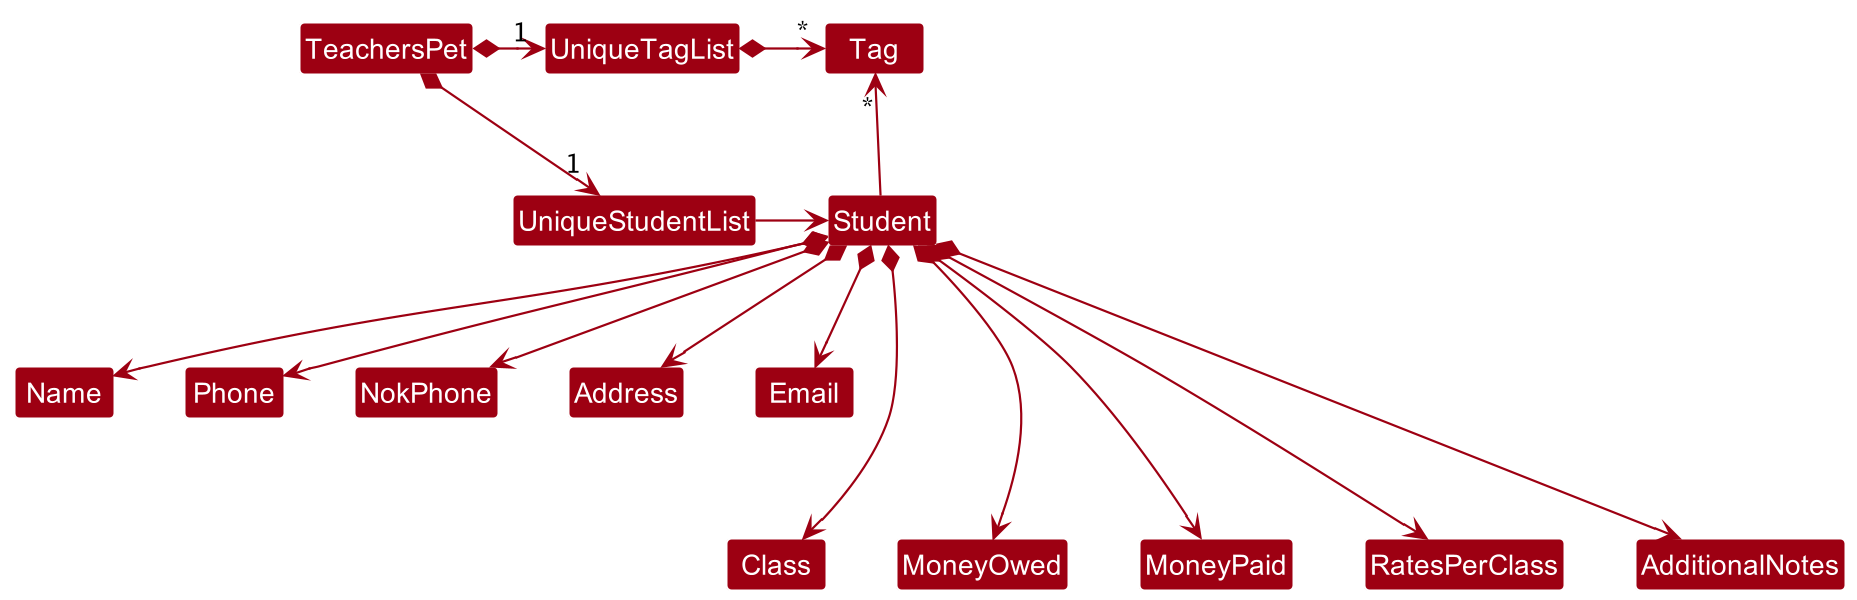 TeachersPet
1
UniqueTagList
*
Tag
*
1
UniqueStudentList
Student
Name
Phone
NokPhone
Address
Email
Class
MoneyOwed
MoneyPaid
RatesPerClass
AdditionalNotes